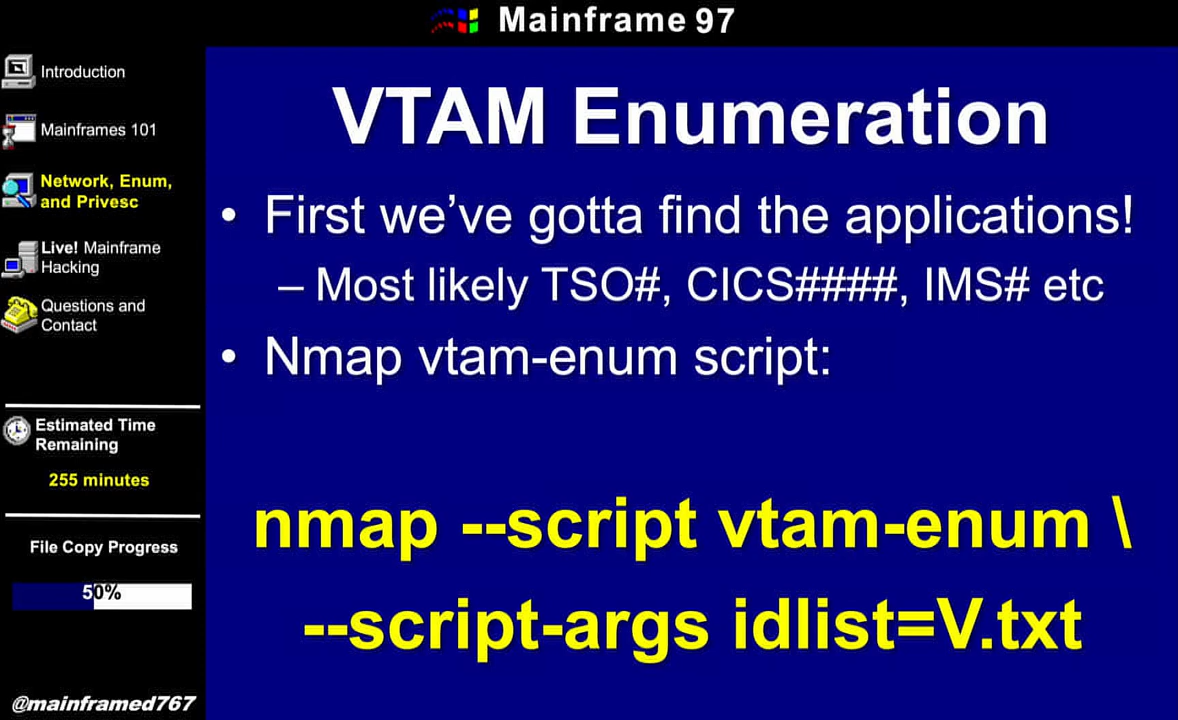 Mainframe 97
Introduction
Mainframes 101
Network, Enum,
and Privesc
Live! Mainframe
Hacking
Questions and
Contact
Estimated Time
Remaining
255 minutes
File Copy Progress
50%
@mainframed767
VTAM Enumeration
• First we’ve gotta find the applications!
– Most likely TSO#, CICS####, IMS# etc
• Nmap vtam-enum script:
nmap --script vtam-enum \
--script-args idlist=V.txt